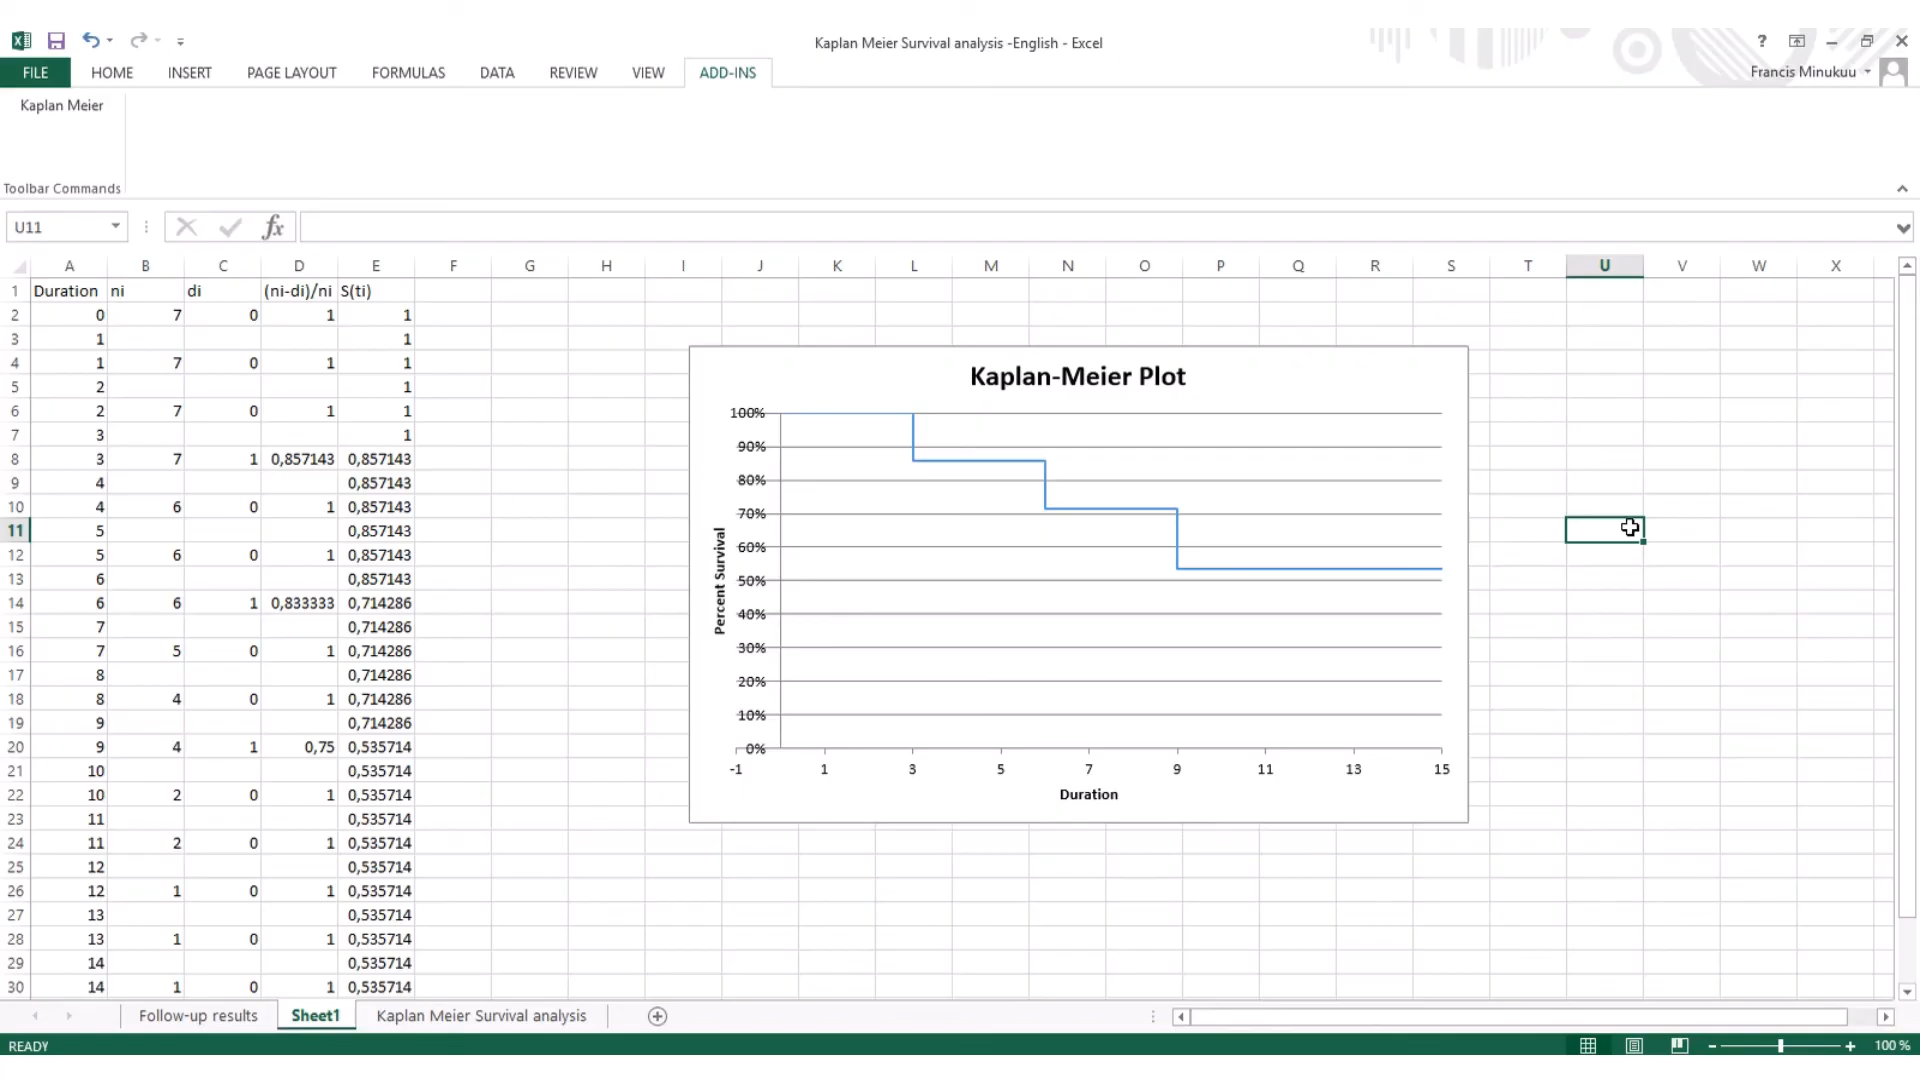 Kaplan Meier Survival analysis -English - Excel
?
FILE HOME INSERT PAGE LAYOUT FORMULAS DATA REVIEW VIEW ADD-INS Francis Minukuu
Kaplan Meier
Toolbar Commands
U11 fx
A B C D E F G H I J K L M N O P Q R S T U V W X
1 Duration ni di (ni-di)/ni S(ti)
2 0 7 0 1 1
3 1 1
4 1 7 0 1 1
5 2 1
6 2 7 0 1 1
7 3 1
8 3 7 1 0,857143 0,857143
9 4 0,857143
10 4 6 0 1 0,857143
11 5 0,857143
12 5 6 0 1 0,857143
13 6 0,857143
14 6 6 1 0,833333 0,714286
15 7 0,714286
16 7 5 0 1 0,714286
17 8 0,714286
18 8 4 0 1 0,714286
19 9 0,714286
20 9 4 1 0,75 0,535714
21 10 0,535714
22 10 2 0 1 0,535714
23 11 0,535714
24 11 2 0 1 0,535714
25 12 0,535714
26 12 1 0 1 0,535714
27 13 0,535714
28 13 1 0 1 0,535714
29 14 0,535714
30 14 1 0 1 0,535714
Kaplan-Meier Plot
Percent Survival
100%
90%
80%
70%
60%
50%
40%
30%
20%
10%
0%
-1 1 3 5 7 9 11 13 15
Duration
Follow-up results Sheet1 Kaplan Meier Survival analysis
READY 100 %